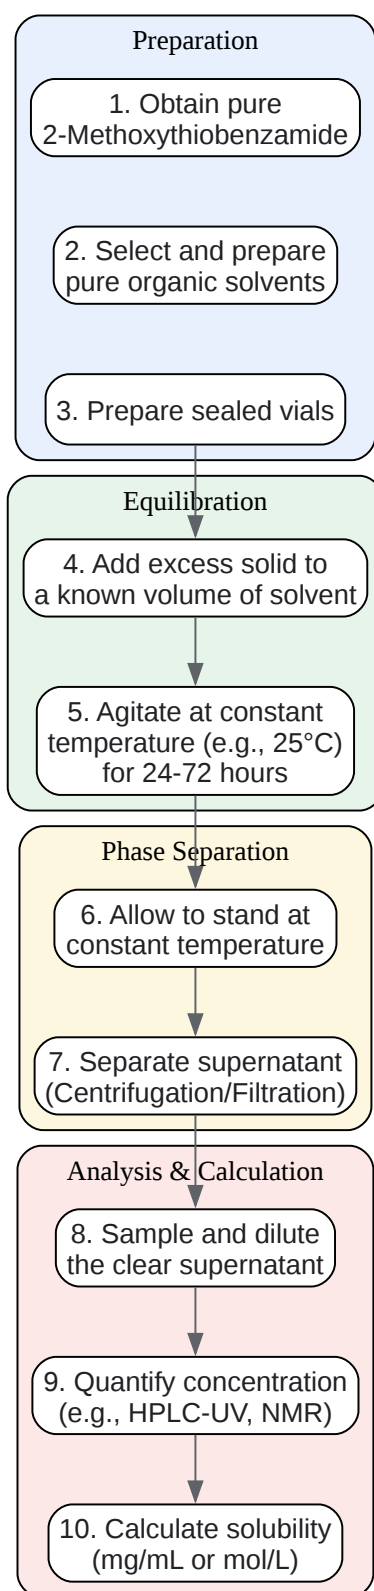 Preparation
1. Obtain pure
2-Methoxythiobenzamide
2. Select and prepare
pure organic solvents
3. Prepare sealed vials
Equilibration
4. Add excess solid to
a known volume of solvent
5. Agitate at constant
temperature (e.g., 25°C)
for 24-72 hours
Phase Separation
6. Allow to stand at
constant temperature
7. Separate supernatant
(Centrifugation/Filtration)
Analysis & Calculation
8. Sample and dilute
the clear supernatant
9. Quantify concentration
(e.g., HPLC-UV, NMR)
10. Calculate solubility
(mg/mL or mol/L)